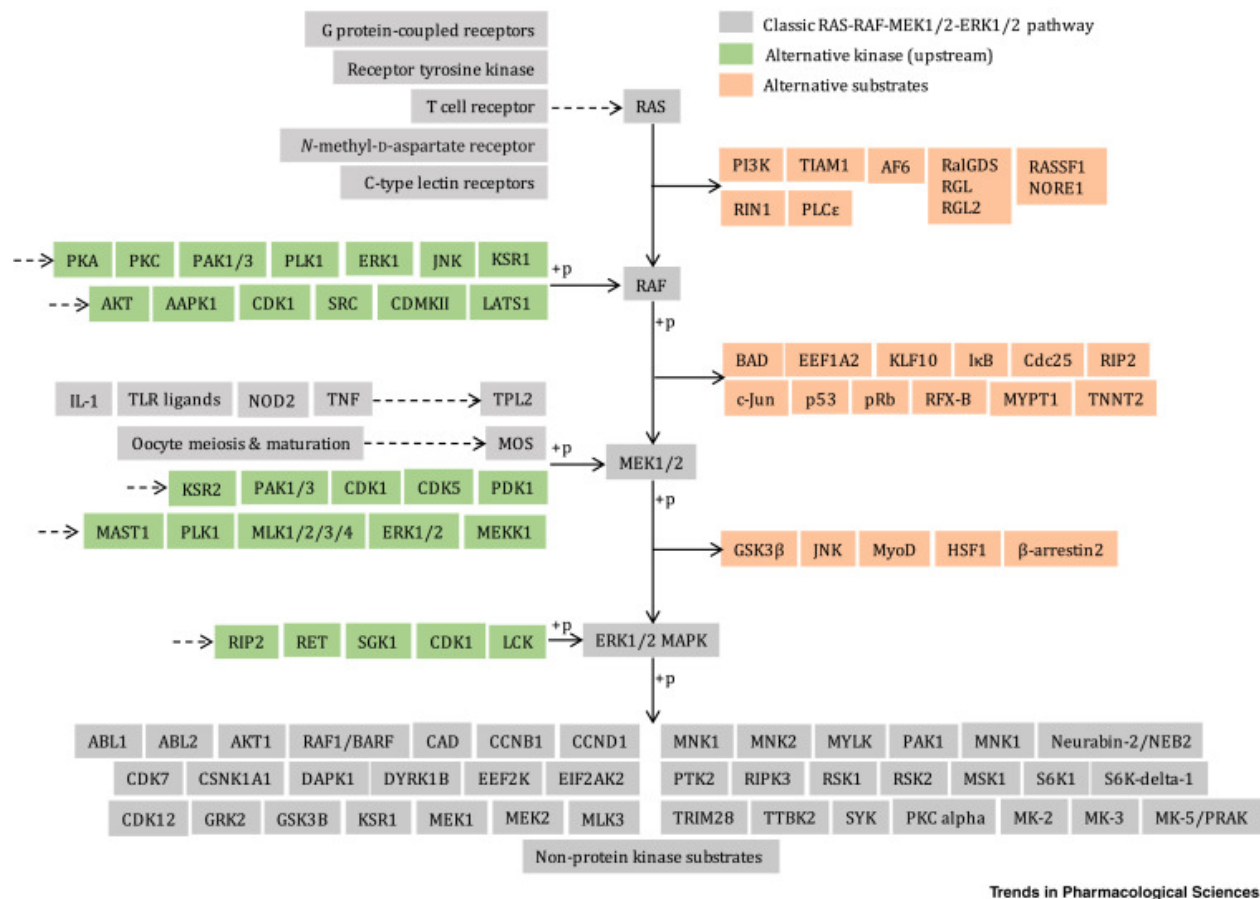 G protein-coupled receptors
Receptor tyrosine kinase
T cell receptor
N-methyl-D-aspartate receptor
C-type lectin receptors
RAS
Classic RAS-RAF-MEK1/2-ERK1/2 pathway
Alternative kinase (upstream)
Alternative substrates
PI3K TIAM1 AF6 RalGDS RGL RGL2 RASSF1 NORE1
RIN1 PLCε
PKA PKC PAK1/3 PLK1 ERK1 JNK KSR1
AKT AAPK1 CDK1 SRC CDMKII LATS1
+p
RAF
+p
BAD EEF1A2 KLF10 IκB Cdc25 RIP2
c-Jun p53 pRb RFX-B MYPT1 TNNT2
IL-1 TLR ligands NOD2 TNF TPL2
Oocyte meiosis & maturation MOS
+p
MEK1/2
KSR2 PAK1/3 CDK1 CDK5 PDK1
MAST1 PLK1 MLK1/2/3/4 ERK1/2 MEKK1
+p
GSK3β JNK MyoD HSF1 β-arrestin2
RIP2 RET SGK1 CDK1 LCK
+p
ERK1/2 MAPK
+p
ABL1 ABL2 AKT1 RAF1/BARF CAD CCNB1 CCND1 MNK1 MNK2 MYLK PAK1 MNK1 Neurabin-2/NEB2
CDK7 CSNK1A1 DAPK1 DYRK1B EEF2K EIF2AK2 PTK2 RIPK3 RSK1 RSK2 MSK1 S6K1 S6K-delta-1
CDK12 GRK2 GSK3B KSR1 MEK1 MEK2 MLK3 TRIM28 TTBK2 SYK PKC alpha MK-2 MK-3 MK-5/PRAK
Non-protein kinase substrates
Trends in Pharmacological Sciences